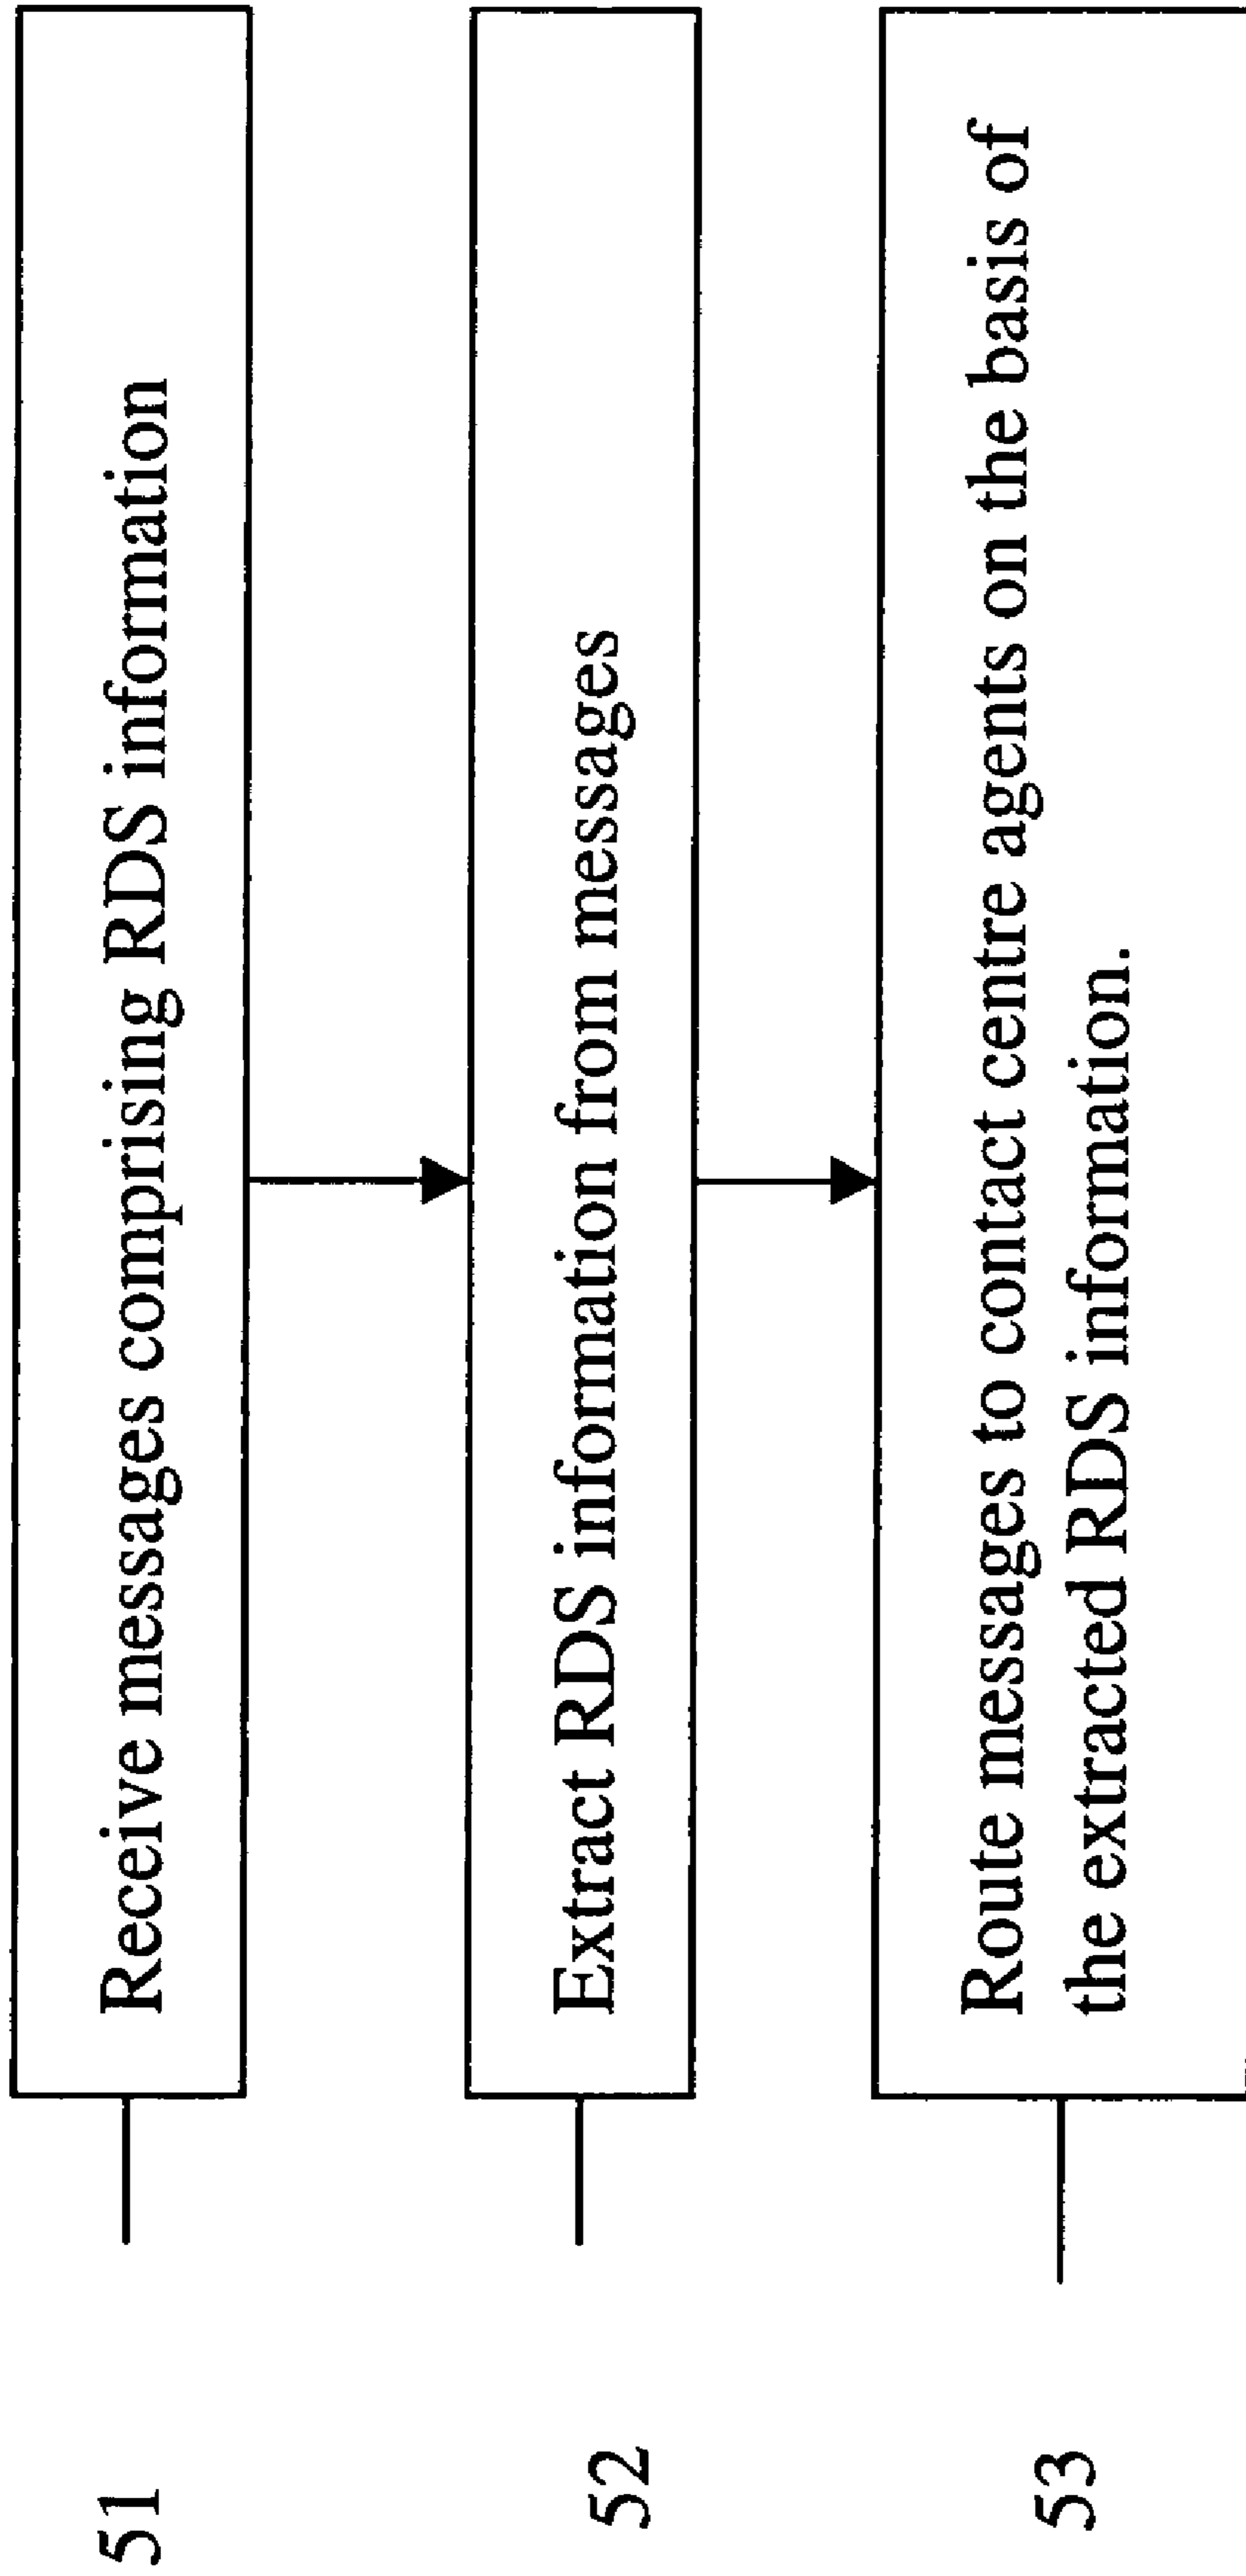 51
Receive messages comprising RDS information
52
Extract RDS information from messages
53
Route messages to contact centre agents on the basis of
the extracted RDS information.